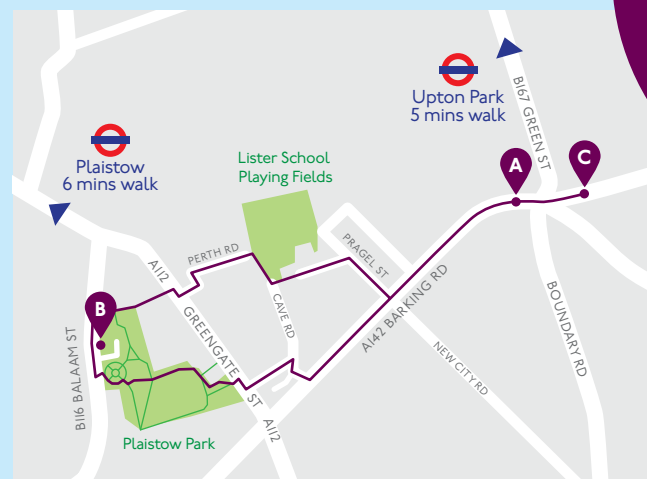 Upton Park
5 mins walk
B167 GREEN ST
Plaistow
6 mins walk
Lister School
Playing Fields
A
C
PERTH RD
PRAGEL ST
A112
GREENGATE ST
A112
CAVE RD
A142 BARKING RD
BOUNDARY RD
B
B116 BALAAM ST
NEW CITY RD
Plaistow Park